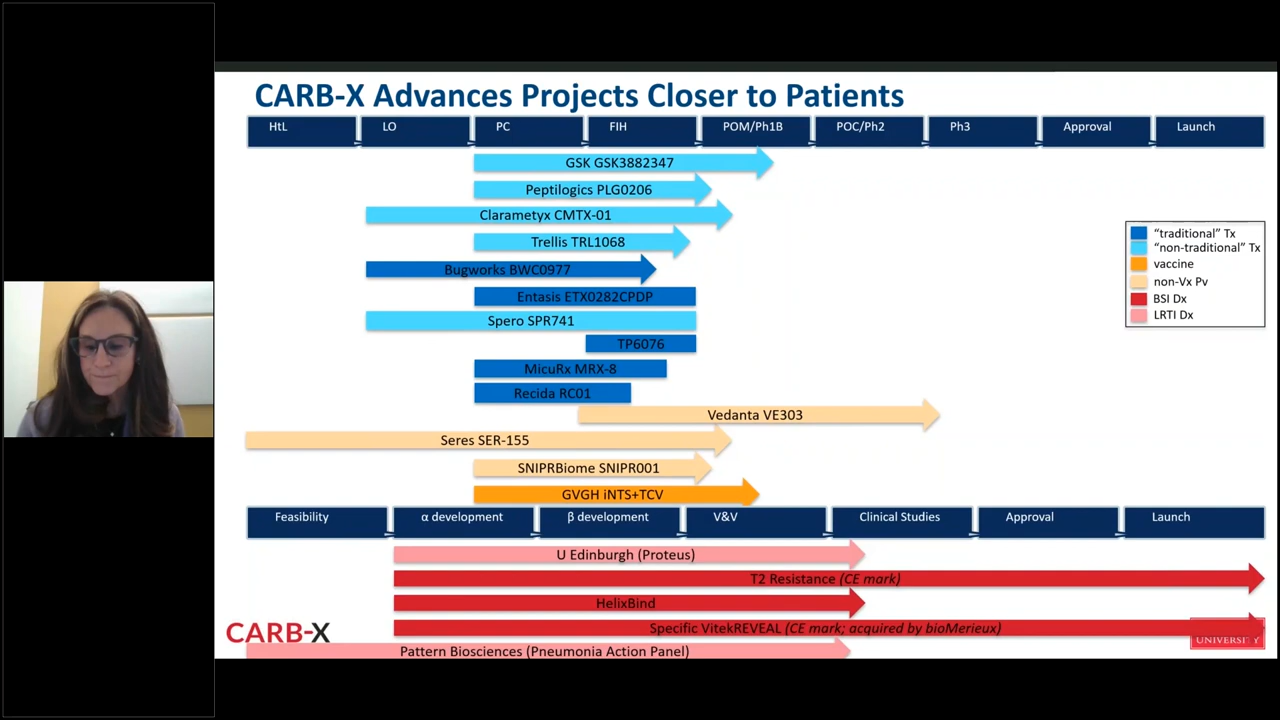 CARB-X Advances Projects Closer to Patients
HtL LO PC FIH POM/Ph1B POC/Ph2 Ph3 Approval Launch
GSK GSK3882347
Peptilogics PLG0206
Clarametyx CMTX-01
Trellis TRL1068
Bugworks BWC0977
Entasis ETX0282CPDP
Spero SPR741
TP6076
MicuRx MRX-8
Recida RC01
Vedanta VE303
Seres SER-155
SNIPRBiome SNIPR001
GVGH iNTS+TCV
"traditional" Tx
"non-traditional" Tx
vaccine
non-Vx Pv
BSI Dx
LRTI Dx
Feasibility α development β development V&V Clinical Studies Approval Launch
U Edinburgh (Proteus)
T2 Resistance (CE mark)
HelixBind
Specific VitekREVEAL (CE mark; acquired by bioMerieux)
Pattern Biosciences (Pneumonia Action Panel)
CARB-X
UNIVERSITY